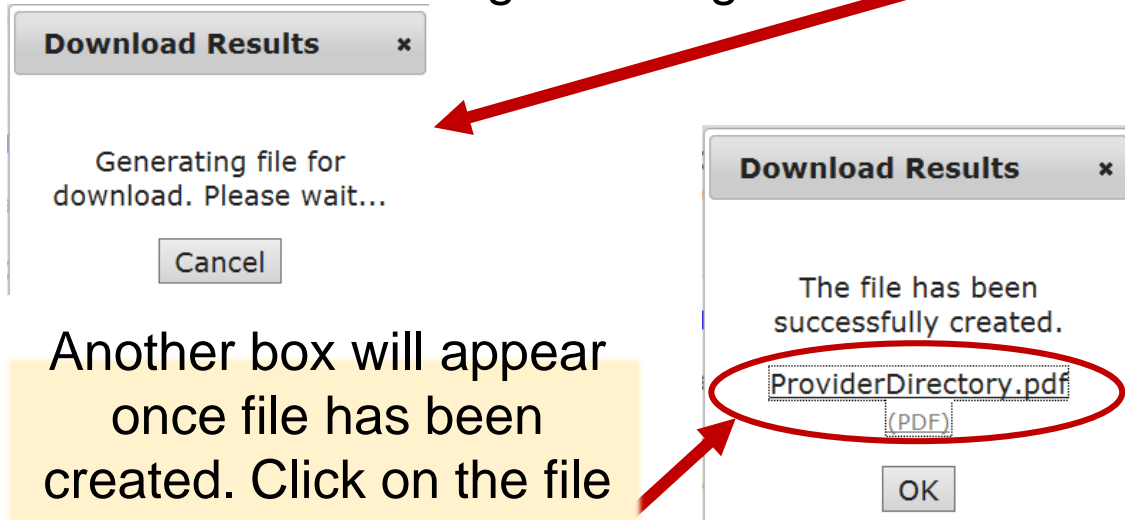 Download Results ×
Generating file for
download. Please wait...
Cancel
Another box will appear
once file has been
created. Click on the file
Download Results ×
The file has been
successfully created.
ProviderDirectory.pdf
(PDF)
OK